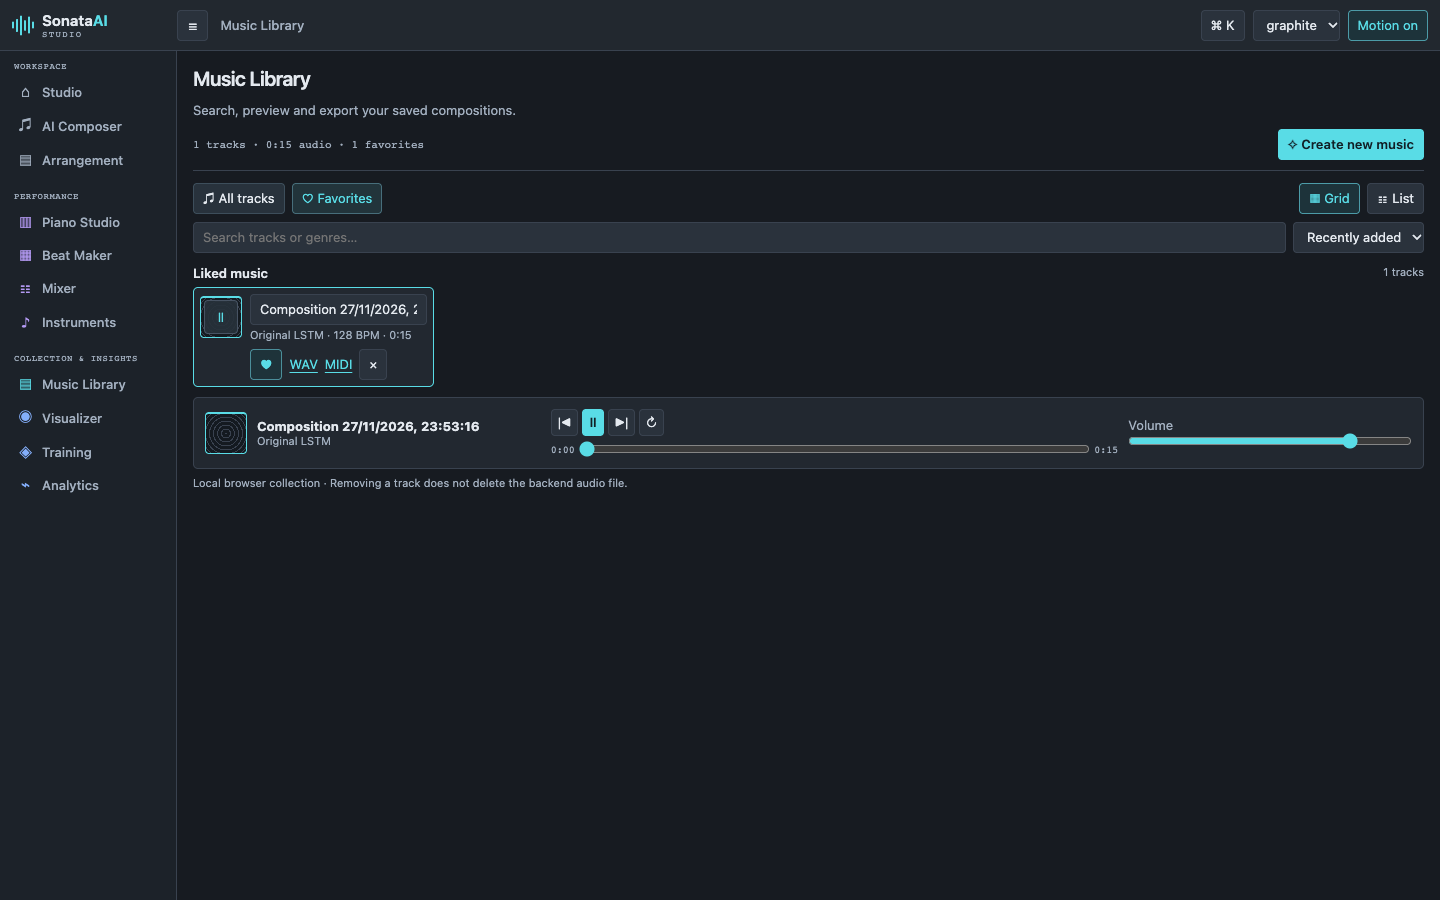 SonataAI
STUDIO
Music Library
⌘ K
graphite
Motion on
WORKSPACE
Studio
AI Composer
Arrangement
PERFORMANCE
Piano Studio
Beat Maker
Mixer
Instruments
COLLECTION & INSIGHTS
Music Library
Visualizer
Training
Analytics
Music Library
Search, preview and export your saved compositions.
1 tracks · 0:15 audio · 1 favorites
✧ Create new music
All tracks
Favorites
Grid
List
Search tracks or genres...
Recently added
Liked music
1 tracks
Composition 27/11/2026,
Original LSTM · 128 BPM · 0:15
WAV MIDI ×
Composition 27/11/2026, 23:53:16
Original LSTM
0:00
0:15
Volume
Local browser collection · Removing a track does not delete the backend audio file.